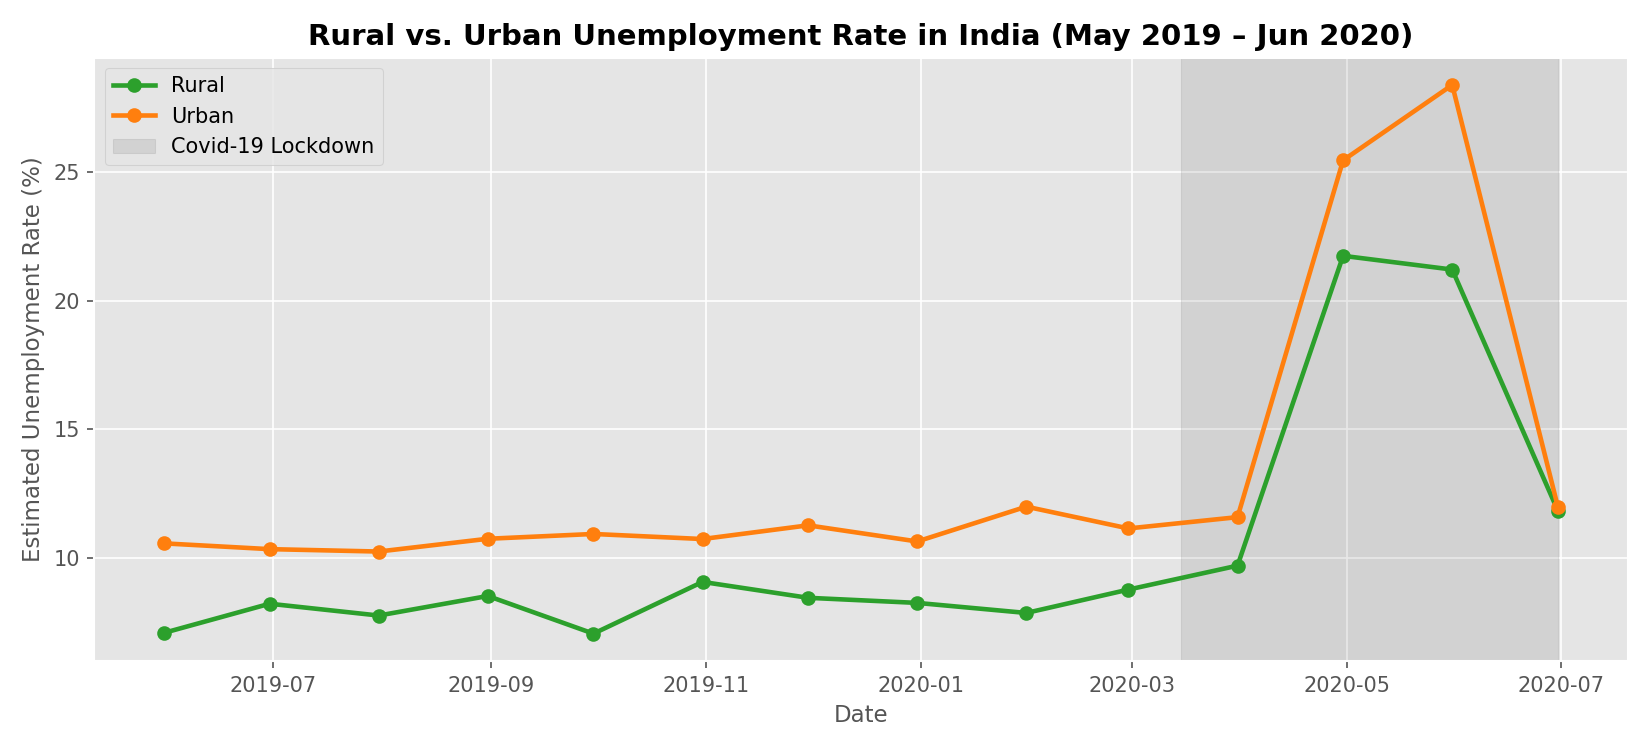 Rural vs. Urban Unemployment Rate in India (May 2019 – Jun 2020)
Rural
Urban
Covid-19 Lockdown
Estimated Unemployment Rate (%)
25
20
15
10
2019-07
2019-09
2019-11
2020-01
2020-03
2020-05
2020-07
Date